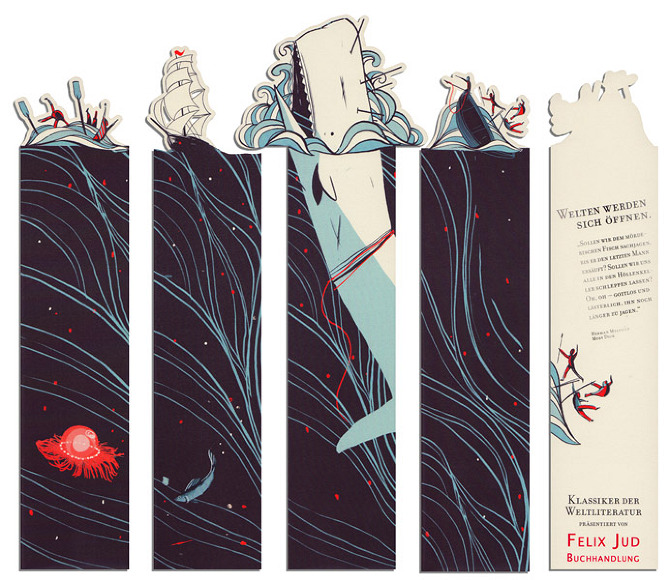 WELTEN WERDEN
SICH ÖFFNEN.
„SOLLEN WIR DEM MÖRDE-
RISCHEN FISCH NACHJAGEN,
BIS ER DEN LETZTEN MANN
ERSÄUFT? SOLLEN WIR UNS
ALLE IN DEN HÖLLENKES-
SEL SCHLEPPEN LASSEN?
OH, OH – GOTTLOS UND
LÄSTERLICH, IHN NOCH
LÄNGER ZU JAGEN.“
HERMAN MELVILLE
MOBY DICK
KLASSIKER DER
WELTLITERATUR
PRÄSENTIERT VON
FELIX JUD
BUCHHANDLUNG